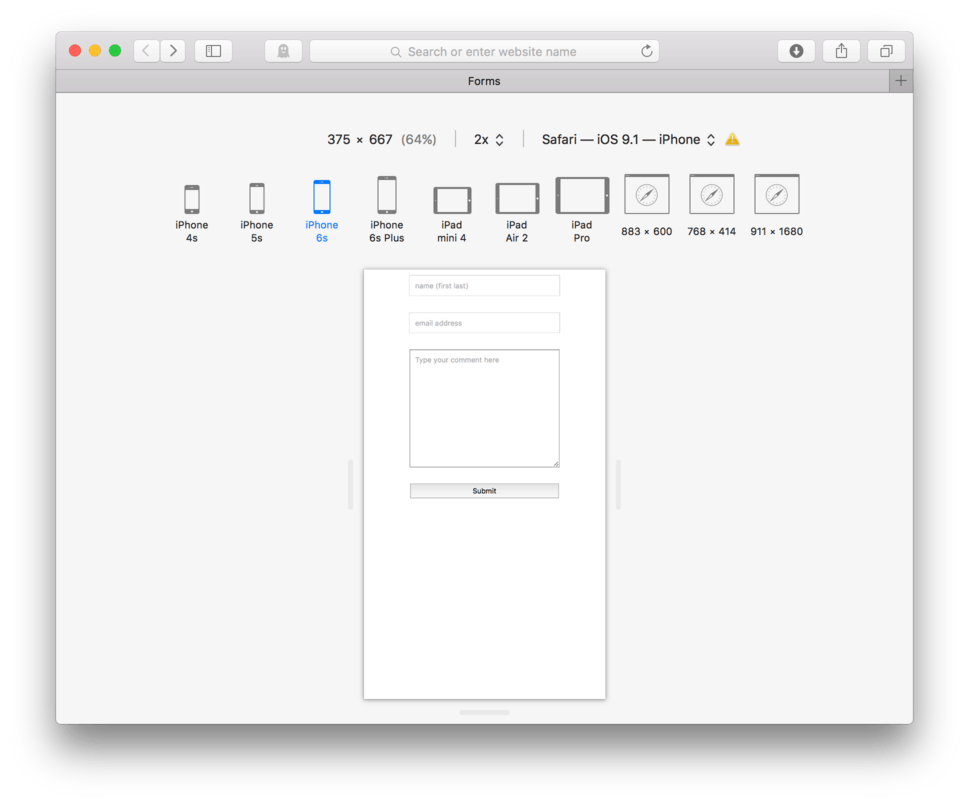 Search or enter website name
Forms
375 × 667 (64%) 2x Safari — iOS 9.1 — iPhone
iPhone 4s
iPhone 5s
iPhone 6s
iPhone 6s Plus
iPad mini 4
iPad Air 2
iPad Pro
883 × 600
768 × 414
911 × 1680
name (first last)
email address
Type your comment here
Submit